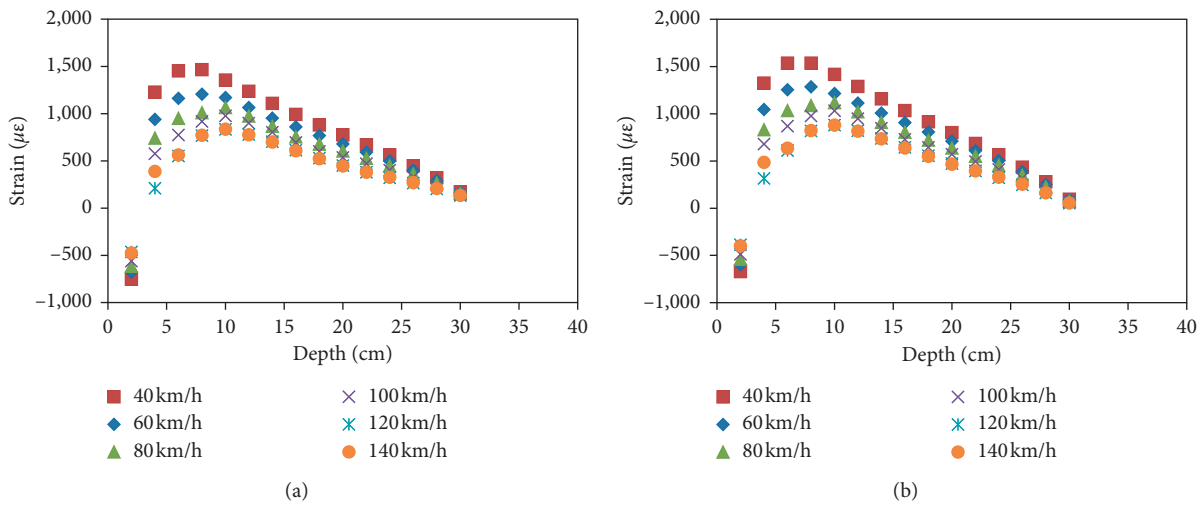 2,000
1,500
1,000
500
0
–500
–1,000
Strain (με)
0 5 10 15 20 25 30 35 40
Depth (cm)
40 km/h
60 km/h
80 km/h
100 km/h
120 km/h
140 km/h
(a)
2,000
1,500
1,000
500
0
–500
–1,000
Strain (με)
0 5 10 15 20 25 30 35 40
Depth (cm)
40 km/h
60 km/h
80 km/h
100 km/h
120 km/h
140 km/h
(b)